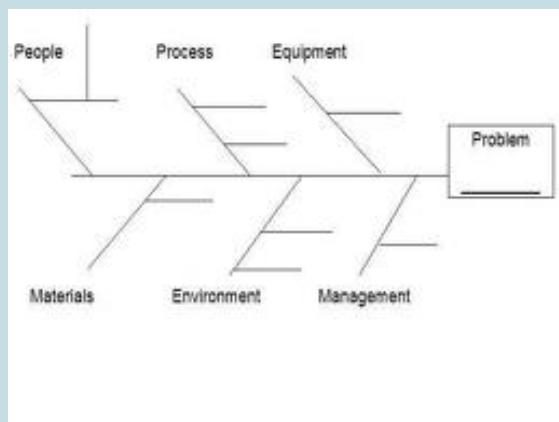 People
Process
Equipment
Problem
Materials
Environment
Management